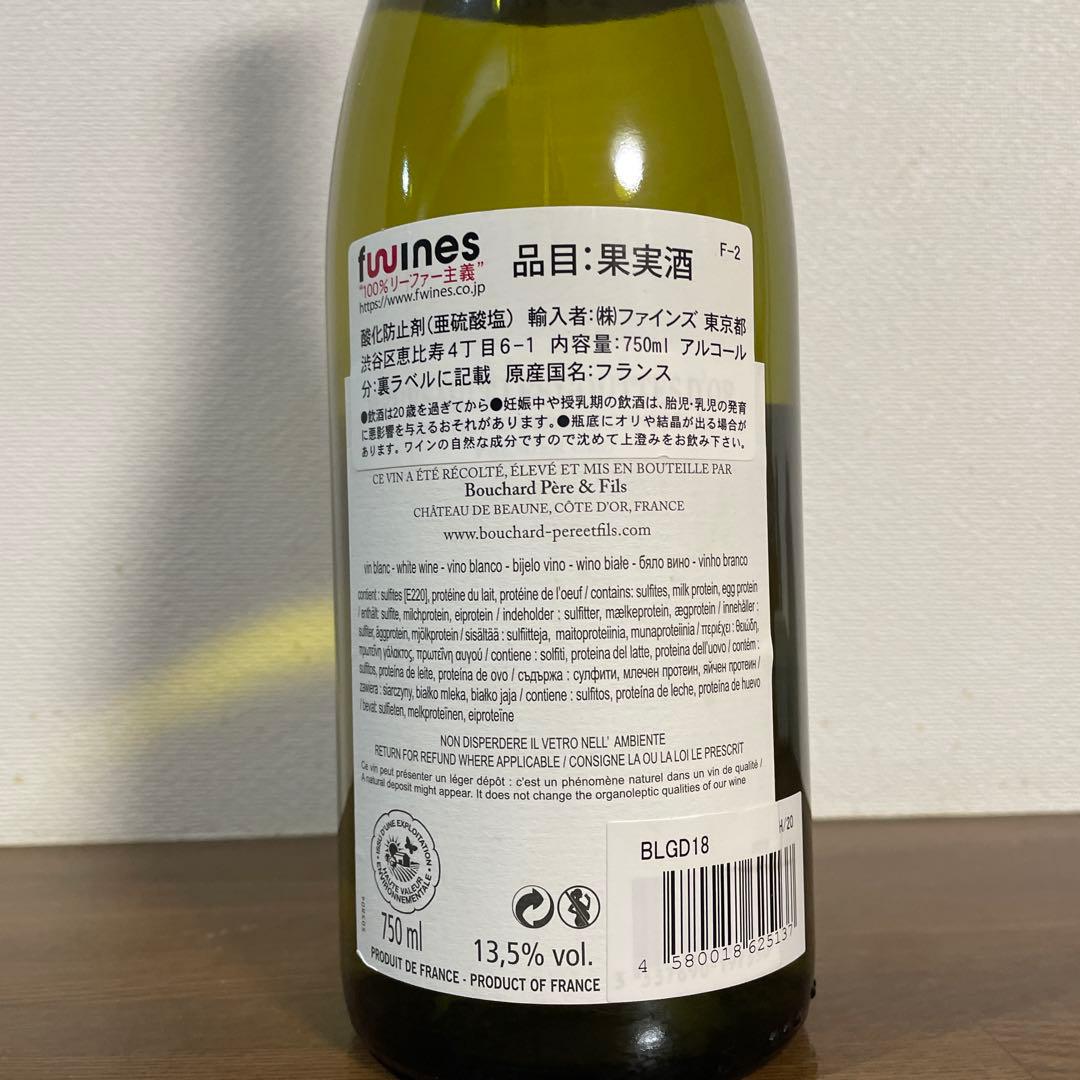 fwines
"100%リーファー主義"
https://www.fwines.co.jp
品目:果実酒
F-2
酸化防止剤(亜硫酸塩) 輸入者:㈱ファインズ 東京都
渋谷区恵比寿4丁目6-1 内容量:750ml アルコール
分:裏ラベルに記載 原産国名:フランス
●飲酒は20歳を過ぎてから●妊娠中や授乳期の飲酒は、胎児・乳児の発育
に悪影響を与えるおそれがあります。●瓶底にオリや結晶が出る場合が
あります。ワインの自然な成分ですので沈めて上澄みをお飲み下さい。
CE VIN A ÉTÉ RÉCOLTÉ, ÉLEVÉ ET MIS EN BOUTEILLE PAR
Bouchard Père & Fils
CHÂTEAU DE BEAUNE, CÔTE D'OR, FRANCE
www.bouchard-pereetfils.com
vin blanc - white wine - vino blanco - bijelo vino - wino białe - бяло вино - vinho branco
contient : sulfites [E220], protéine du lait, protéine de l'oeuf / contains: sulfites, milk protein, egg protein
/ enthält: sulfite, milchprotein, eiprotein / indeholder : sulfitter, mælkeprotein, ægprotein / innehåller :
sulfiter, äggprotein, mjölkprotein / sisältää : sulfiitteja, maitoproteiinia, munaproteiinia / περιέχει : θειώδη,
πρωτεΐνη γάλακτος, πρωτεΐνη αυγού / contiene : solfiti, proteina del latte, proteina dell'uovo / contém :
sulfitos, proteína de leite, proteína de ovo / съдържа : сулфити, млечен протеин, яйчен протеин /
zawiera : siarczyny, białko mleka, białko jaja / contiene : sulfitos, proteína de leche, proteína de huevo
/ bevat: sulfieten, melkproteïnen, eiproteïne
NON DISPERDERE IL VETRO NELL' AMBIENTE
RETURN FOR REFUND WHERE APPLICABLE / CONSIGNE LA OU LA LOI LE PRESCRIT
Ce vin peut présenter un léger dépôt : c'est un phénomène naturel dans un vin de qualité /
A natural deposit might appear. It does not change the organoleptic qualities of our wine
ISSU D'UNE EXPLOITATION
HAUTE VALEUR
ENVIRONNEMENTALE
750 ml
13,5% vol.
PRODUIT DE FRANCE - PRODUCT OF FRANCE
BLGD18
H/20
4 580018 625137